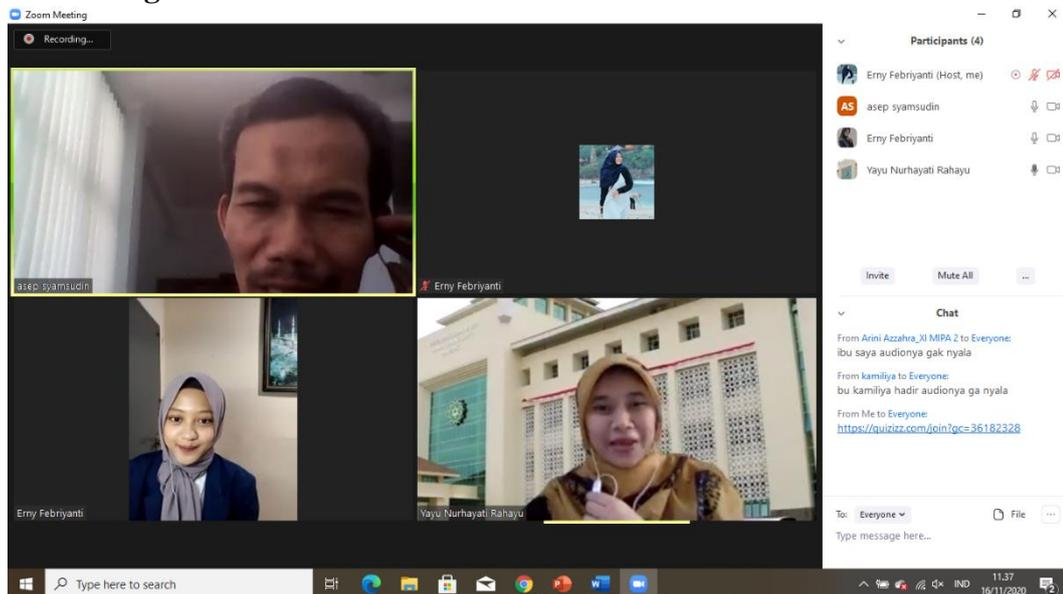 Zoom Meeting
Recording...
asep syamsudin
Erny Febriyanti
Erny Febriyanti
Yayu Nurhayati Rahayu
Participants (4)
Erny Febriyanti (Host, me)
AS asep syamsudin
Erny Febriyanti
Yayu Nurhayati Rahayu
Invite Mute All ...
Chat
From Arini Azzahra_XI MIPA 2 to Everyone:
ibu saya audionya gak nyala
From kamiliya to Everyone:
bu kamiliya hadir audionya ga nyala
From Me to Everyone:
https://quizizz.com/join?gc=36182328
To: Everyone File ...
Type message here...
Type here to search
IND 11.37
16/11/2020 2